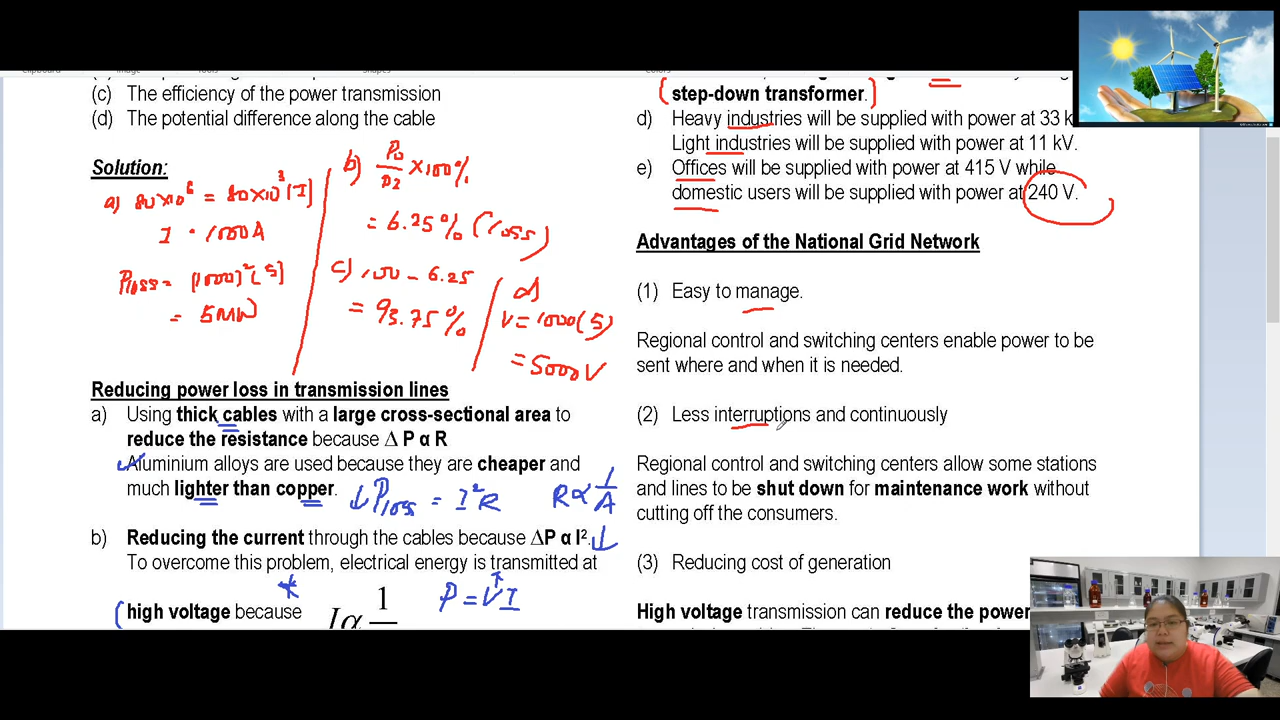 Clipboard
Image
Tools
Shapes
Colors
(c) The efficiency of the power transmission
(d) The potential difference along the cable
Solution:
a) 80×10⁶ = 80×10³(I)
I = 1000A
Ploss = (1000)²(5)
= 5MW
b) × 100%
= 6.25% (loss)
c) 100 - 6.25
= 93.75%
d)
V = 1000(5)
= 5000V
Reducing power loss in transmission lines
a) Using thick cables with a large cross-sectional area to
reduce the resistance because Δ P α R
Aluminium alloys are used because they are cheaper and
much lighter than copper.
↓Ploss = I²R R ∝ 1/A
b) Reducing the current through the cables because ΔP α I². ↓
To overcome this problem, electrical energy is transmitted at
high voltage because I α 1
P = V↑I
step-down transformer.
d) Heavy industries will be supplied with power at 33
Light industries will be supplied with power at 11 kV.
e) Offices will be supplied with power at 415 V while
domestic users will be supplied with power at 240 V.
Advantages of the National Grid Network
(1) Easy to manage.
Regional control and switching centers enable power to be
sent where and when it is needed.
(2) Less interruptions and continuously
Regional control and switching centers allow some stations
and lines to be shut down for maintenance work without
cutting off the consumers.
(3) Reducing cost of generation
High voltage transmission can reduce the power